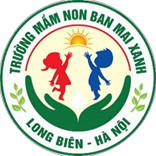 TRƯỜNG MẦM NON BAN MAI XANH
LONG BIÊN - HÀ NỘI